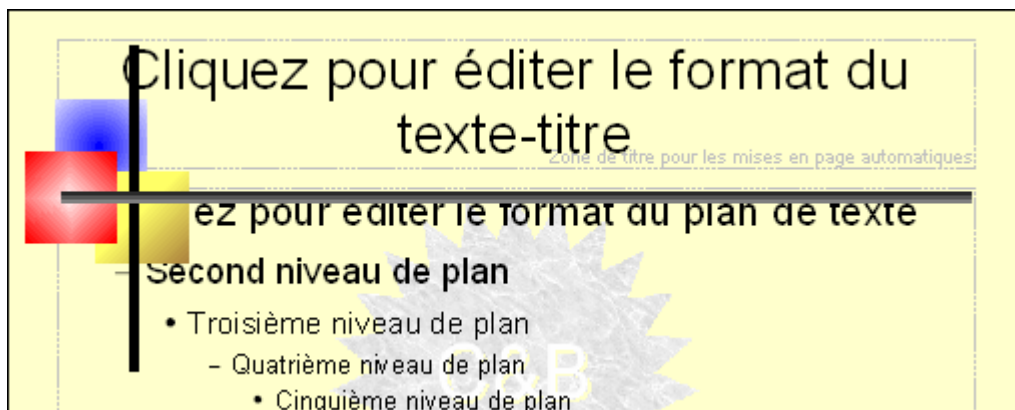 Cliquez pour éditer le format du
texte-titre
Zone de titre pour les mises en page automatiques
ez pour éditer le format du plan de texte
– Second niveau de plan
• Troisième niveau de plan
– Quatrième niveau de plan
• Cinquième niveau de plan
C&B